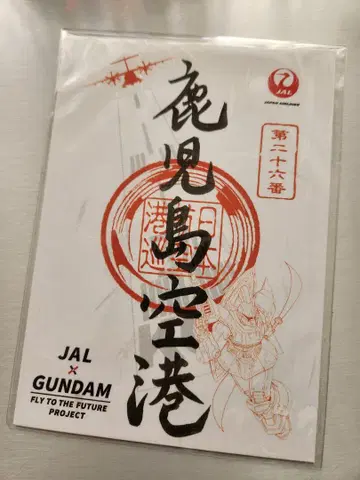 JAL
JAPAN AIRLINES
第二十六番
鹿児島空港
JAL
×
GUNDAM
FLY TO THE FUTURE
PROJECT